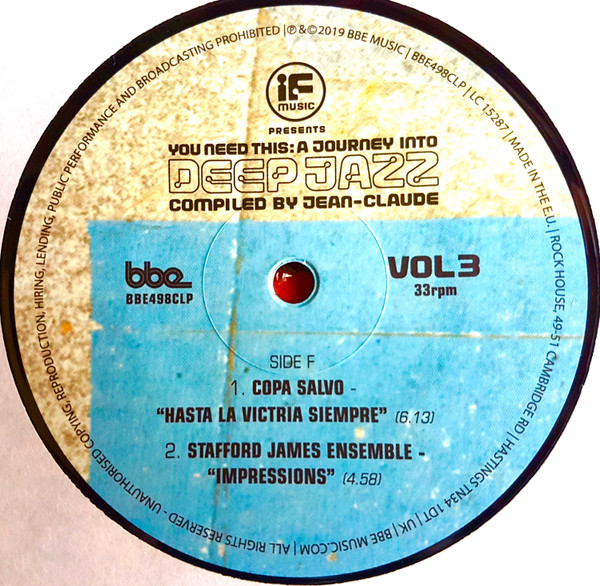 iF
MUSIC
PRESENTS
YOU NEED THIS: A JOURNEY INTO
DEEP JAZZ
COMPILED BY JEAN-CLAUDE
bbe
BBE498CLP
VOL 3
33rpm
SIDE F
1. COPA SALVO -
"HASTA LA VICTRIA SIEMPRE" (6.13)
2. STAFFORD JAMES ENSEMBLE -
"IMPRESSIONS" (4.58)
ALL RIGHTS RESERVED - UNAUTHORISED COPYING, REPRODUCTION, HIRING, LENDING, PUBLIC PERFORMANCE AND BROADCASTING PROHIBITED | ℗ & © 2019 BBE MUSIC | BBE498CLP | LC 15287 | MADE IN THE E.U. | ROCK HOUSE, 49-51 CAMBRIDGE RD | HASTINGS TN34 1DT | UK | BBE MUSIC.COM |